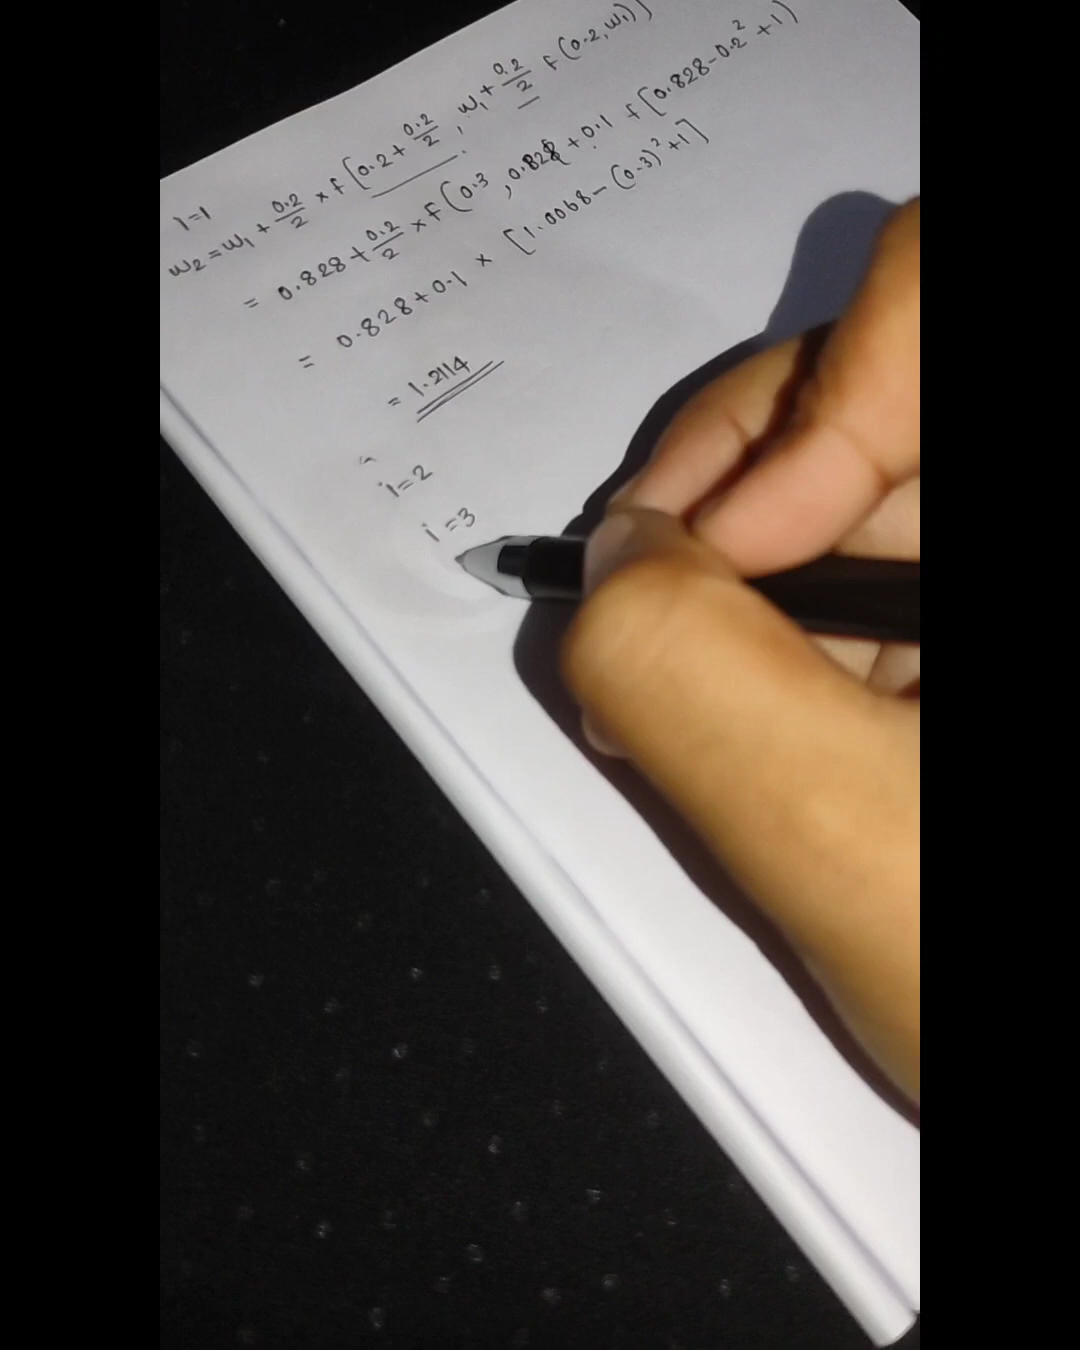 i=1
w₂ = w₁ + 0.2/2 × f [0.2 + 0.2/2 , w₁ + 0.2/2 f (0.2, w₁)]
= 0.828 + 0.2/2 × f (0.3 , 0.828 + 0.1 f [0.828 - 0.2² + 1)
= 0.828 + 0.1 × [1.0068 - (0.3)² + 1]
= 1.2114
i=2
i=3